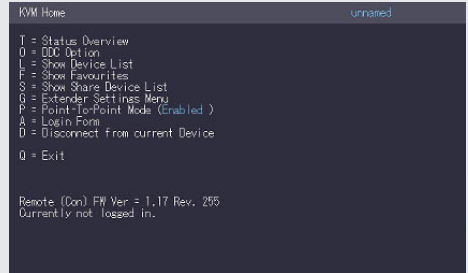 KVM Home unnamed
T = Status Overview
O = DDC Option
L = Show Device List
F = Show Favourites
S = Show Share Device List
G = Extender Settings Menu
P = Point-To-Point Mode (Enabled )
A = Login Form
D = Disconnect from current Device
Q = Exit
Remote (Con) FW Ver = 1.17 Rev. 255
Currently not logged in.